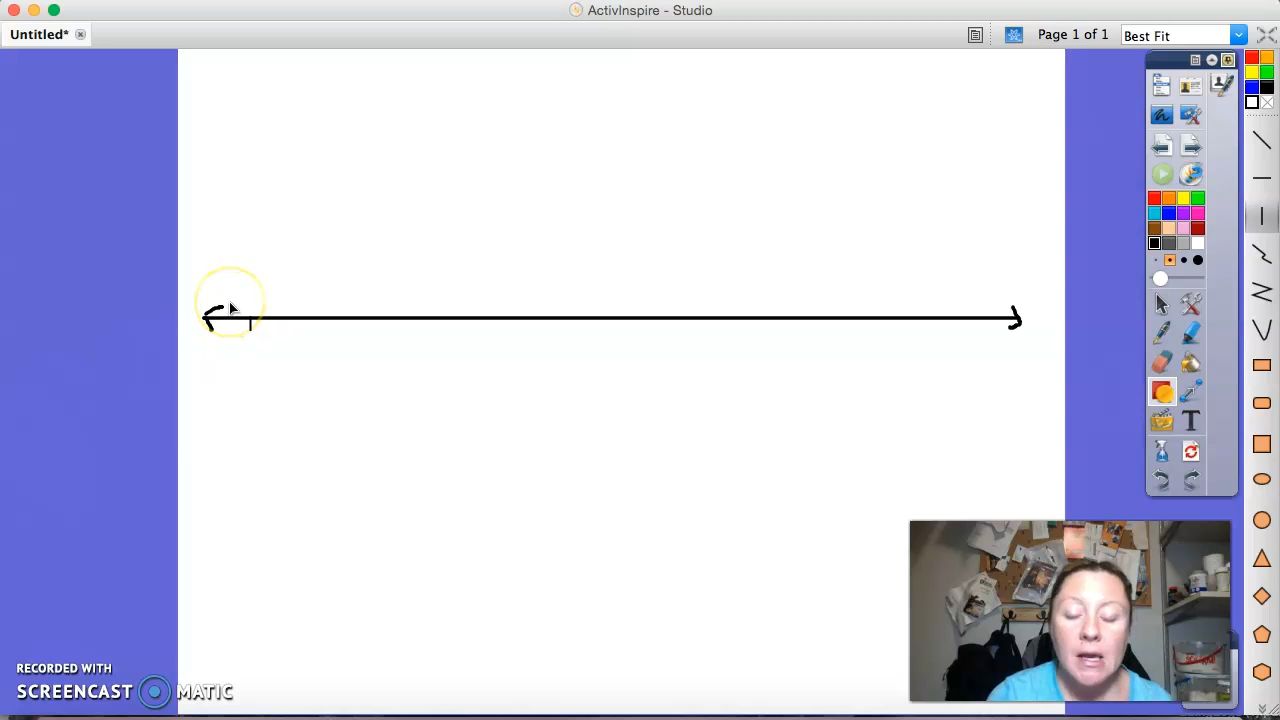 ActivInspire - Studio
Untitled*
Page 1 of 1
Best Fit
T
RECORDED WITH
SCREENCAST MATIC